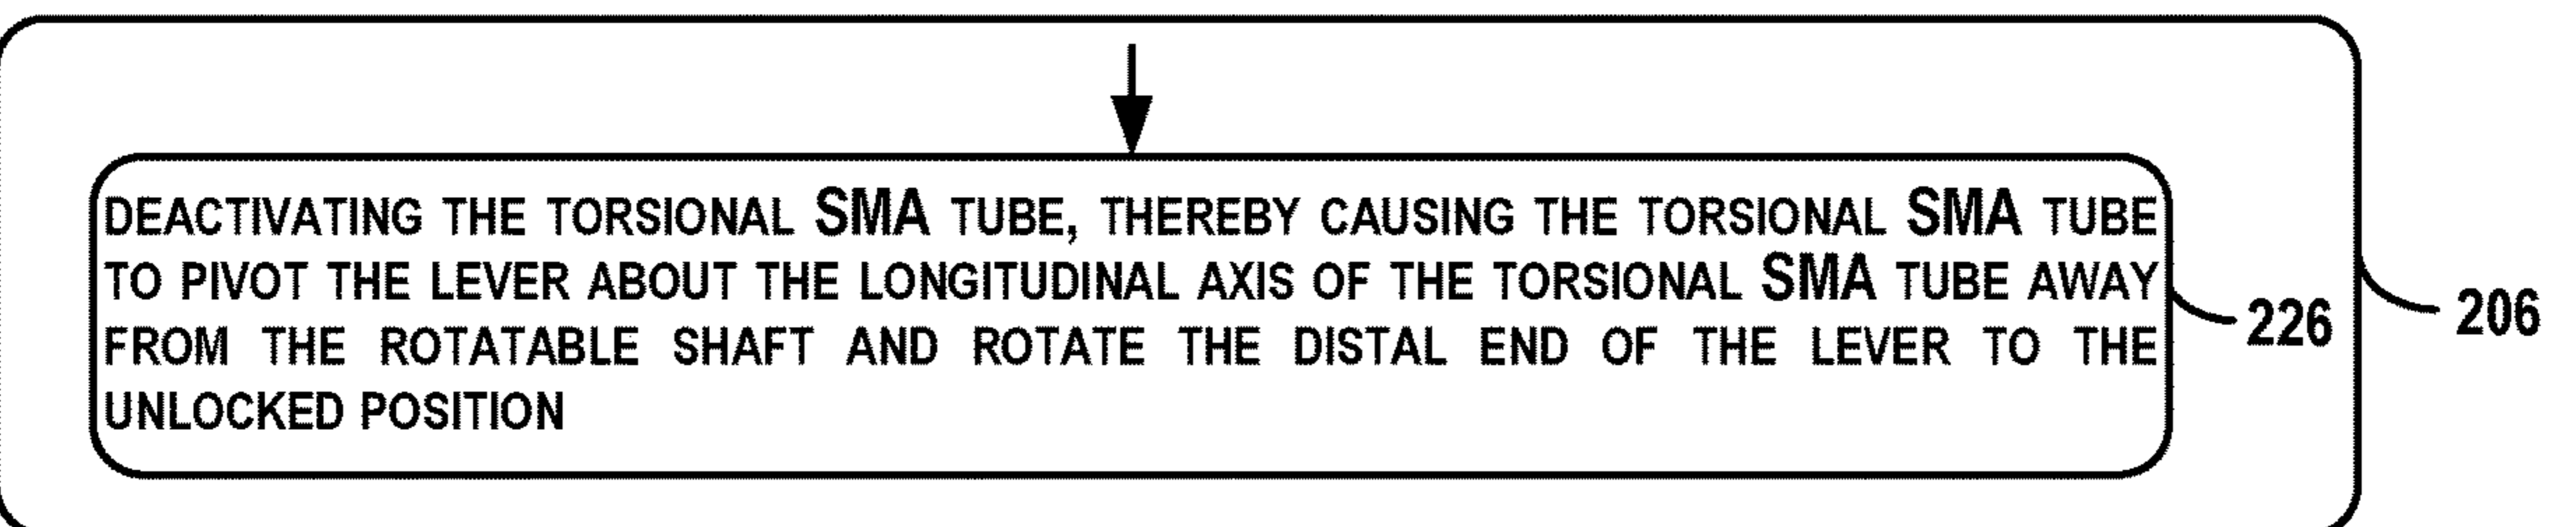 DEACTIVATING THE TORSIONAL SMA TUBE, THEREBY CAUSING THE TORSIONAL SMA TUBE
TO PIVOT THE LEVER ABOUT THE LONGITUDINAL AXIS OF THE TORSIONAL SMA TUBE AWAY
FROM THE ROTATABLE SHAFT AND ROTATE THE DISTAL END OF THE LEVER TO THE
UNLOCKED POSITION
226
206